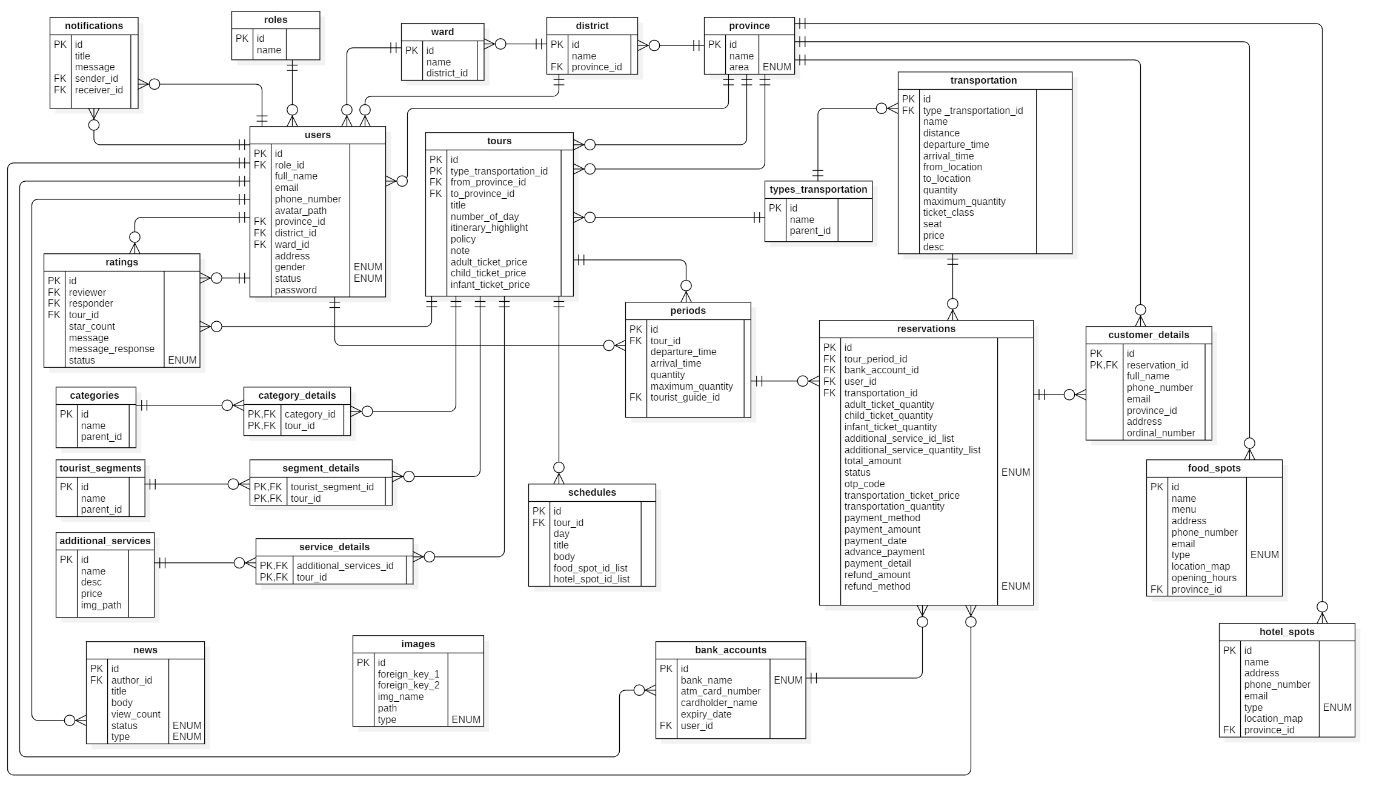 notifications
PK id
title
message
FK sender_id
FK receiver_id
roles
PK id
name
ward
PK id
name
district_id
district
PK id
name
FK province_id
province
PK id
name
area ENUM
transportation
PK id
FK type _transportation_id
name
distance
departure_time
arrival_time
from_location
to_location
quantity
maximum_quantity
ticket_class
seat
price
desc
users
PK id
FK role_id
full_name
email
phone_number
avatar_path
FK province_id
FK district_id
FK ward_id
address
gender ENUM
status ENUM
password
tours
PK id
PK type_transportation_id
FK from_province_id
FK to_province_id
title
number_of_day
itinerary_highlight
policy
note
adult_ticket_price
child_ticket_price
infant_ticket_price
types_transportation
PK id
name
parent_id
ratings
PK id
FK reviewer
FK responder
FK tour_id
star_count
message
message_response
status ENUM
periods
PK id
FK tour_id
departure_time
arrival_time
quantity
maximum_quantity
FK tourist_guide_id
reservations
PK id
FK tour_period_id
FK bank_account_id
FK user_id
FK transportation_id
adult_ticket_quantity
child_ticket_quantity
infant_ticket_quantity
additional_service_id_list
additional_service_quantity_list
total_amount
status ENUM
otp_code
transportation_ticket_price
transportation_quantity
payment_method
payment_amount
payment_date
advance_payment
payment_detail
refund_amount
refund_method ENUM
customer_details
PK id
PK,FK reservation_id
full_name
phone_number
email
province_id
address
ordinal_number
categories
PK id
name
parent_id
category_details
PK,FK category_id
PK,FK tour_id
tourist_segments
PK id
name
parent_id
segment_details
PK,FK tourist_segment_id
PK,FK tour_id
schedules
PK id
FK tour_id
day
title
body
food_spot_id_list
hotel_spot_id_list
food_spots
PK id
name
menu
address
phone_number
email
type ENUM
location_map
opening_hours
FK province_id
additional_services
PK id
name
desc
price
img_path
service_details
PK,FK additional_services_id
PK,FK tour_id
news
PK id
FK author_id
title
body
view_count
status ENUM
type ENUM
images
PK id
foreign_key_1
foreign_key_2
img_name
path
type ENUM
bank_accounts
PK id
bank_name ENUM
atm_card_number
cardholder_name
expiry_date
FK user_id
hotel_spots
PK id
name
address
phone_number
email
type ENUM
location_map
FK province_id